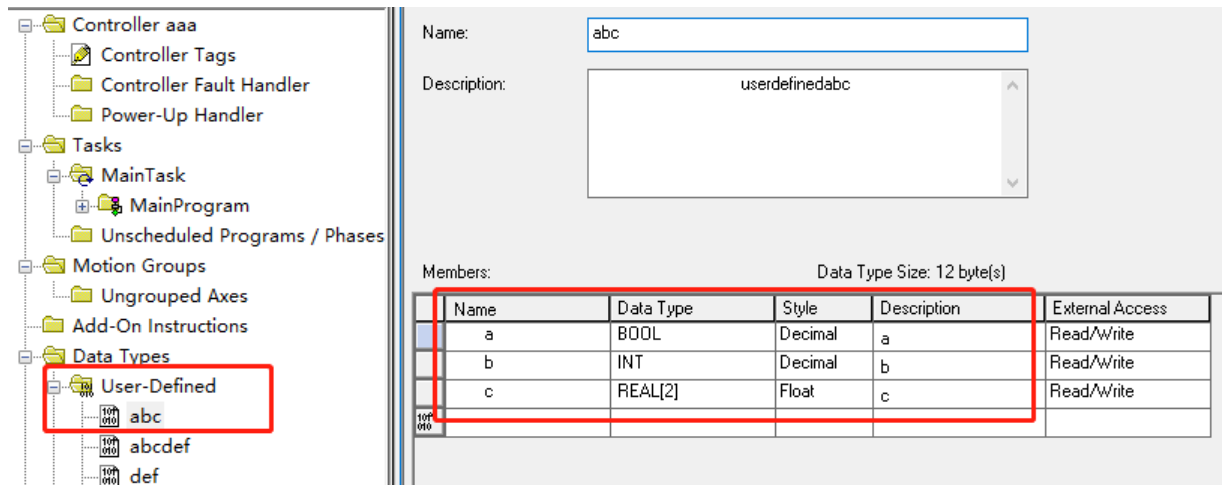 Controller aaa
Controller Tags
Controller Fault Handler
Power-Up Handler
Tasks
MainTask
MainProgram
Unscheduled Programs / Phases
Motion Groups
Ungrouped Axes
Add-On Instructions
Data Types
User-Defined
abc
abcdef
def
Name: abc
Description: userdefinedabc
Members: Data Type Size: 12 byte(s)
Name Data Type Style Description External Access
a BOOL Decimal a Read/Write
b INT Decimal b Read/Write
c REAL[2] Float c Read/Write